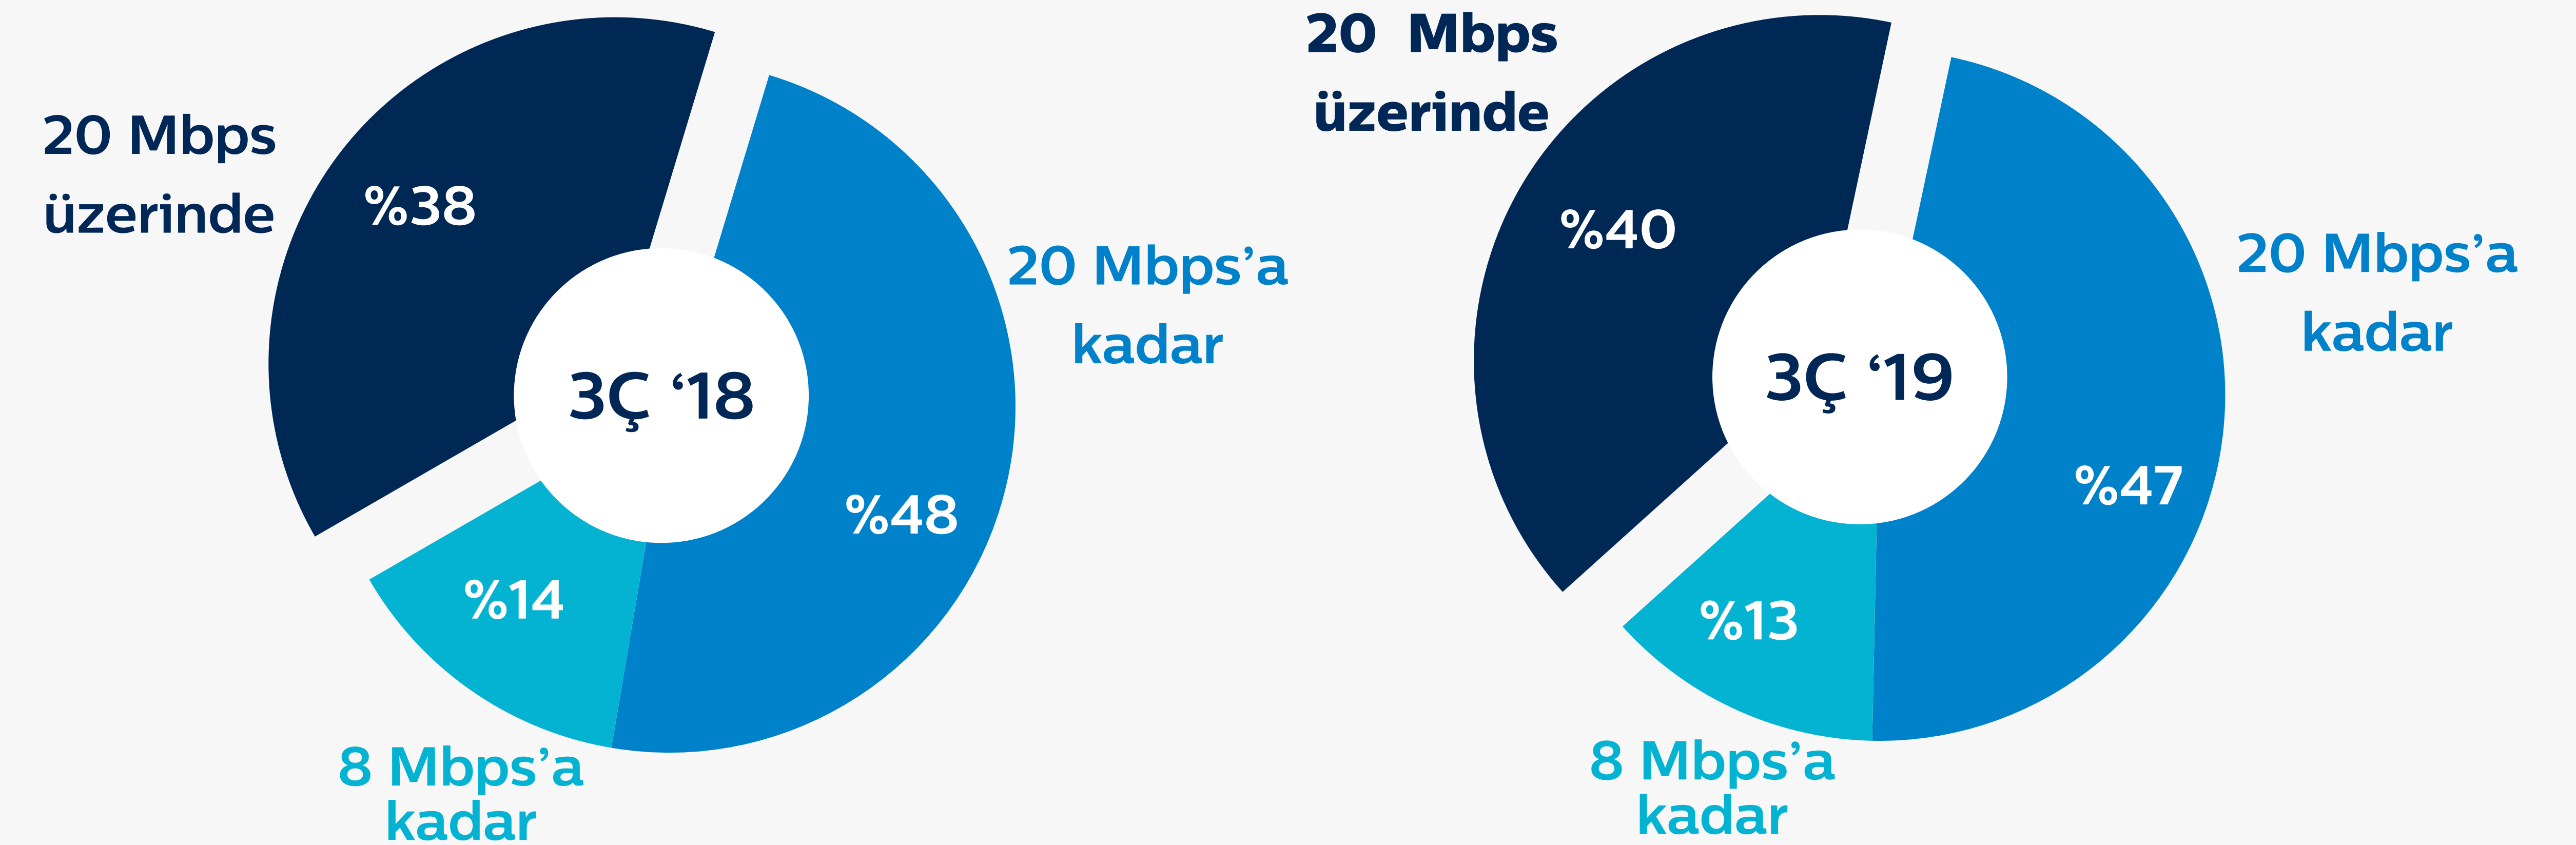 20 Mbps
üzerinde
%38
20 Mbps’a
kadar
3Ç ‘18
%48
%14
8 Mbps’a
kadar
20 Mbps
üzerinde
%40
20 Mbps’a
kadar
3Ç ‘19
%47
%13
8 Mbps’a
kadar